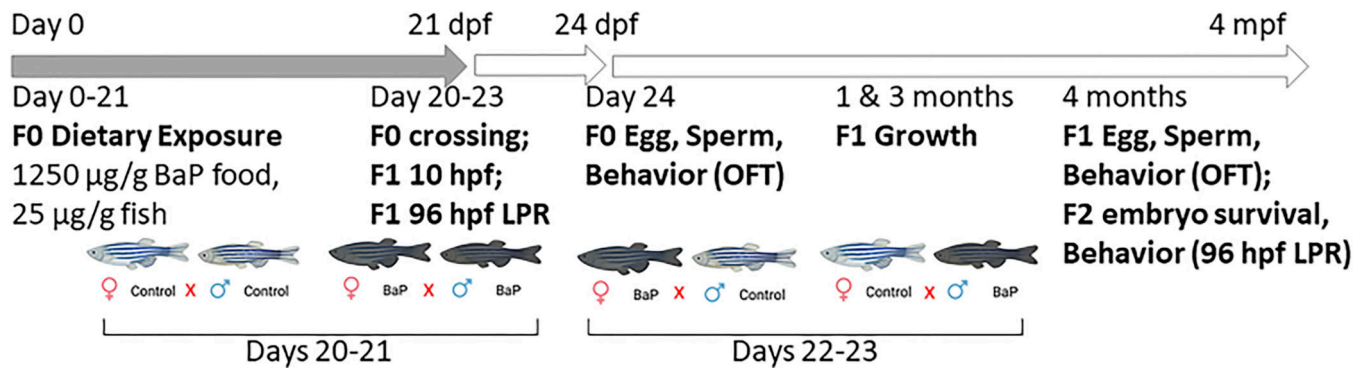 Day 0 21 dpf 24 dpf 4 mpf
Day 0-21
F0 Dietary Exposure
1250 µg/g BaP food,
25 µg/g fish
Day 20-23
F0 crossing;
F1 10 hpf;
F1 96 hpf LPR
Day 24
F0 Egg, Sperm,
Behavior (OFT)
1 & 3 months
F1 Growth
4 months
F1 Egg, Sperm,
Behavior (OFT);
F2 embryo survival,
Behavior (96 hpf LPR)
♀ Control X ♂ Control
♀ BaP X ♂ BaP
♀ BaP X ♂ Control
♀ Control X ♂ BaP
Days 20-21
Days 22-23